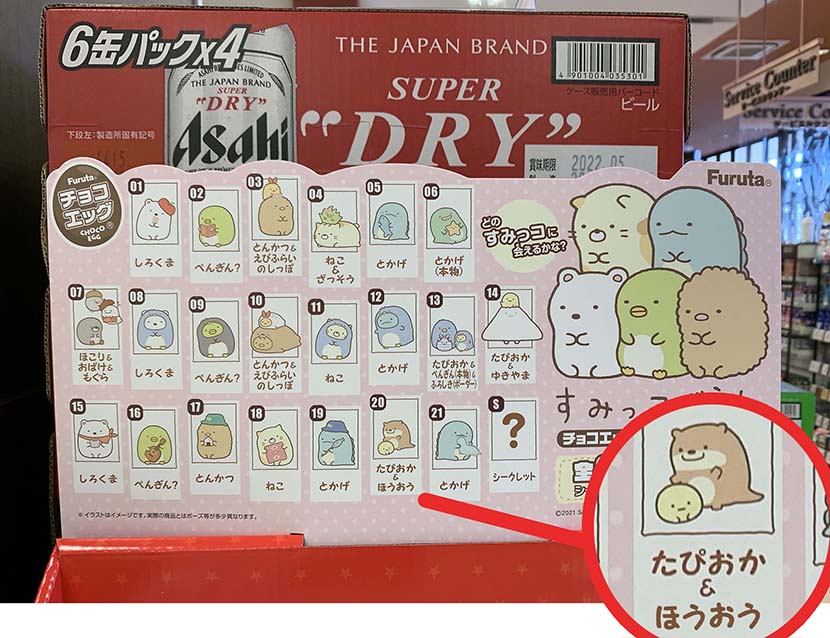 6缶パックX4
ASAHI BREWERIES LIMITED
THE JAPAN BRAND
SUPER
"DRY"
Asahi
THE JAPAN BRAND
SUPER
"DRY"
4 901004 035301
ケース販売用バーコード
ビール
下段左：製造所固有記号
賞味期限
2022.05
Service Counter
Furuta
チョコ
エッグ
CHOCO
EGG
Furuta
どの
すみっコに
会えるかな?
01
しろくま
02
ぺんぎん?
03
とんかつ&
えびふらい
のしっぽ
04
ねこ
&
ざっそう
05
とかげ
06
とかげ
(本物)
07
ほこり&
おばけ&
もぐら
08
しろくま
09
ぺんぎん?
10
とんかつ&
えびふらい
のしっぽ
11
ねこ
12
とかげ
13
たぴおか&
ぺんぎん(本物)&
ふろしき(ボーダー)
14
たぴおか
&
ゆきやま
15
しろくま
16
ぺんぎん?
17
とんかつ
18
ねこ
19
とかげ
20
たぴおか
&
ほうおう
21
とかげ
S
?
シークレット
すみっコ
チョコエ
※イラストはイメージです。実際の商品とはポーズ等が多少異なります。
©2021 SA
たぴおか
&
ほうおう